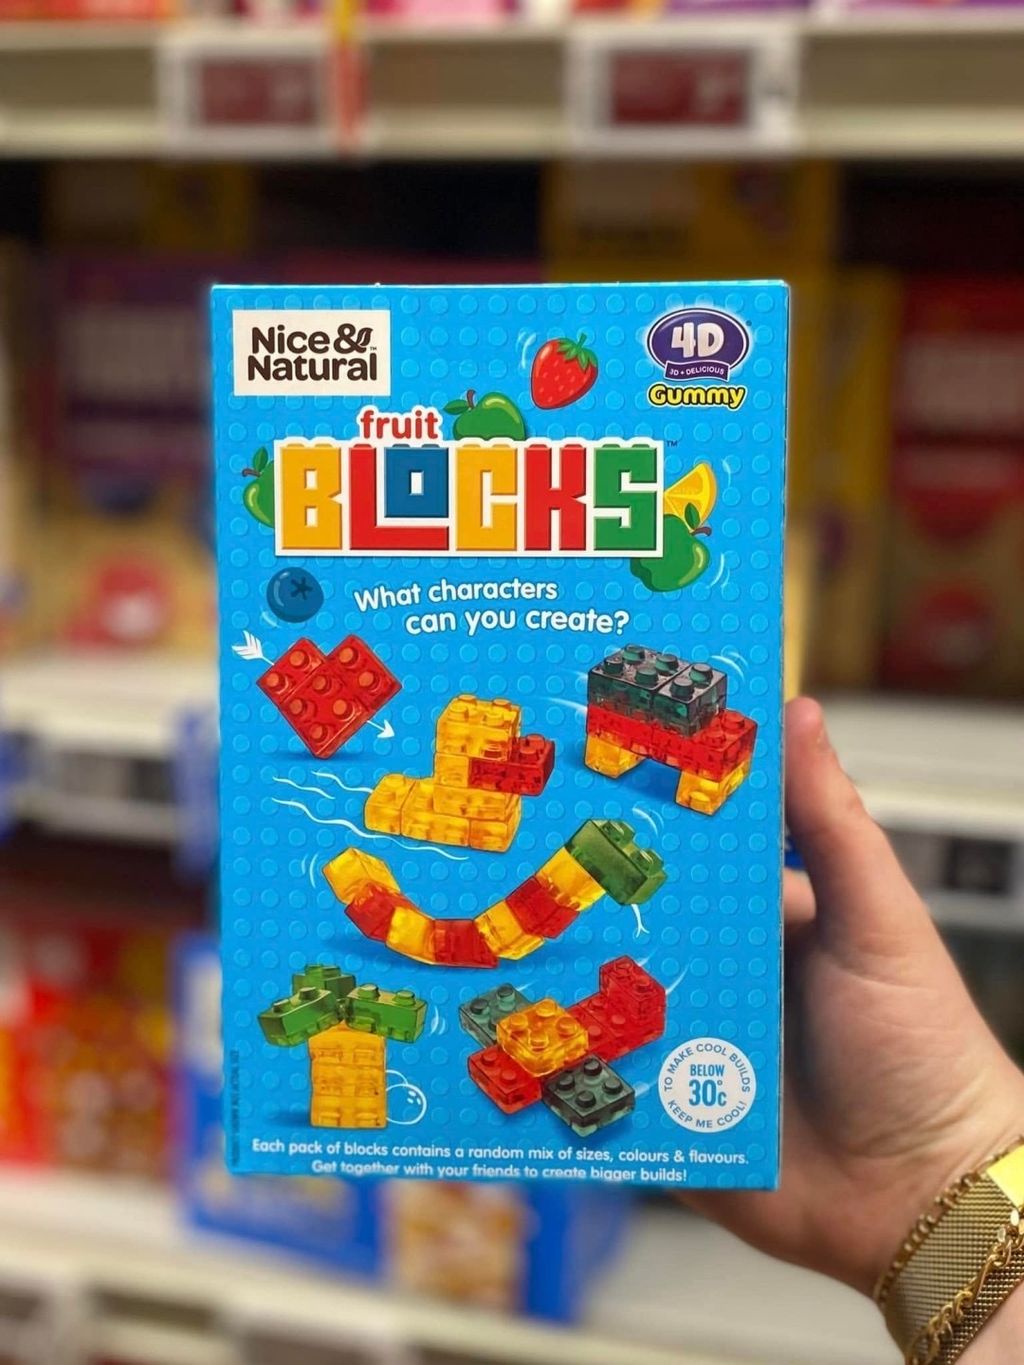 Nice&
Natural™
4D
3D • DELICIOUS
Gummy
fruit
BLOCKS™
What characters
can you create?
TO MAKE COOL BUILDS
BELOW
30°c
KEEP ME COOL!
Each pack of blocks contains a random mix of sizes, colours & flavours.
Get together with your friends to create bigger builds!